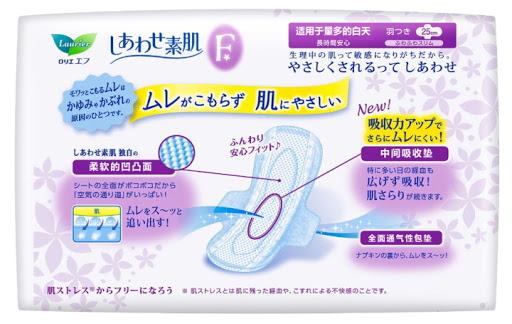 Laurier
ロリエ エフ
しあわせ素肌
F
适用于量多的白天
長時間安心
羽つき
25cm
ふわふわスリム
生理中の肌って敏感になりがちだから。
やさしくされるって しあわせ
モワッとこもるムレは
かゆみやかぶれの
原因のひとつです。
ムレがこもらず 肌にやさしい
New!
吸収力アップで
さらにムレにくい!
中间吸收垫
特に多い日の経血も
広げず吸収!
肌さらりが続きます。
ふんわり
安心フィット♪
しあわせ素肌 独自の
柔软的凹凸面
シートの全面がポコポコだから
「空気の通り道」がいっぱい!
肌
ムレをス〜ッと
追い出す!
全面通气性包垫
ナプキンの裏から、ムレをス〜ッ!
肌ストレス※からフリーになろう
※ 肌ストレスとは肌に残った経血や、こすれによる不快感のことです。